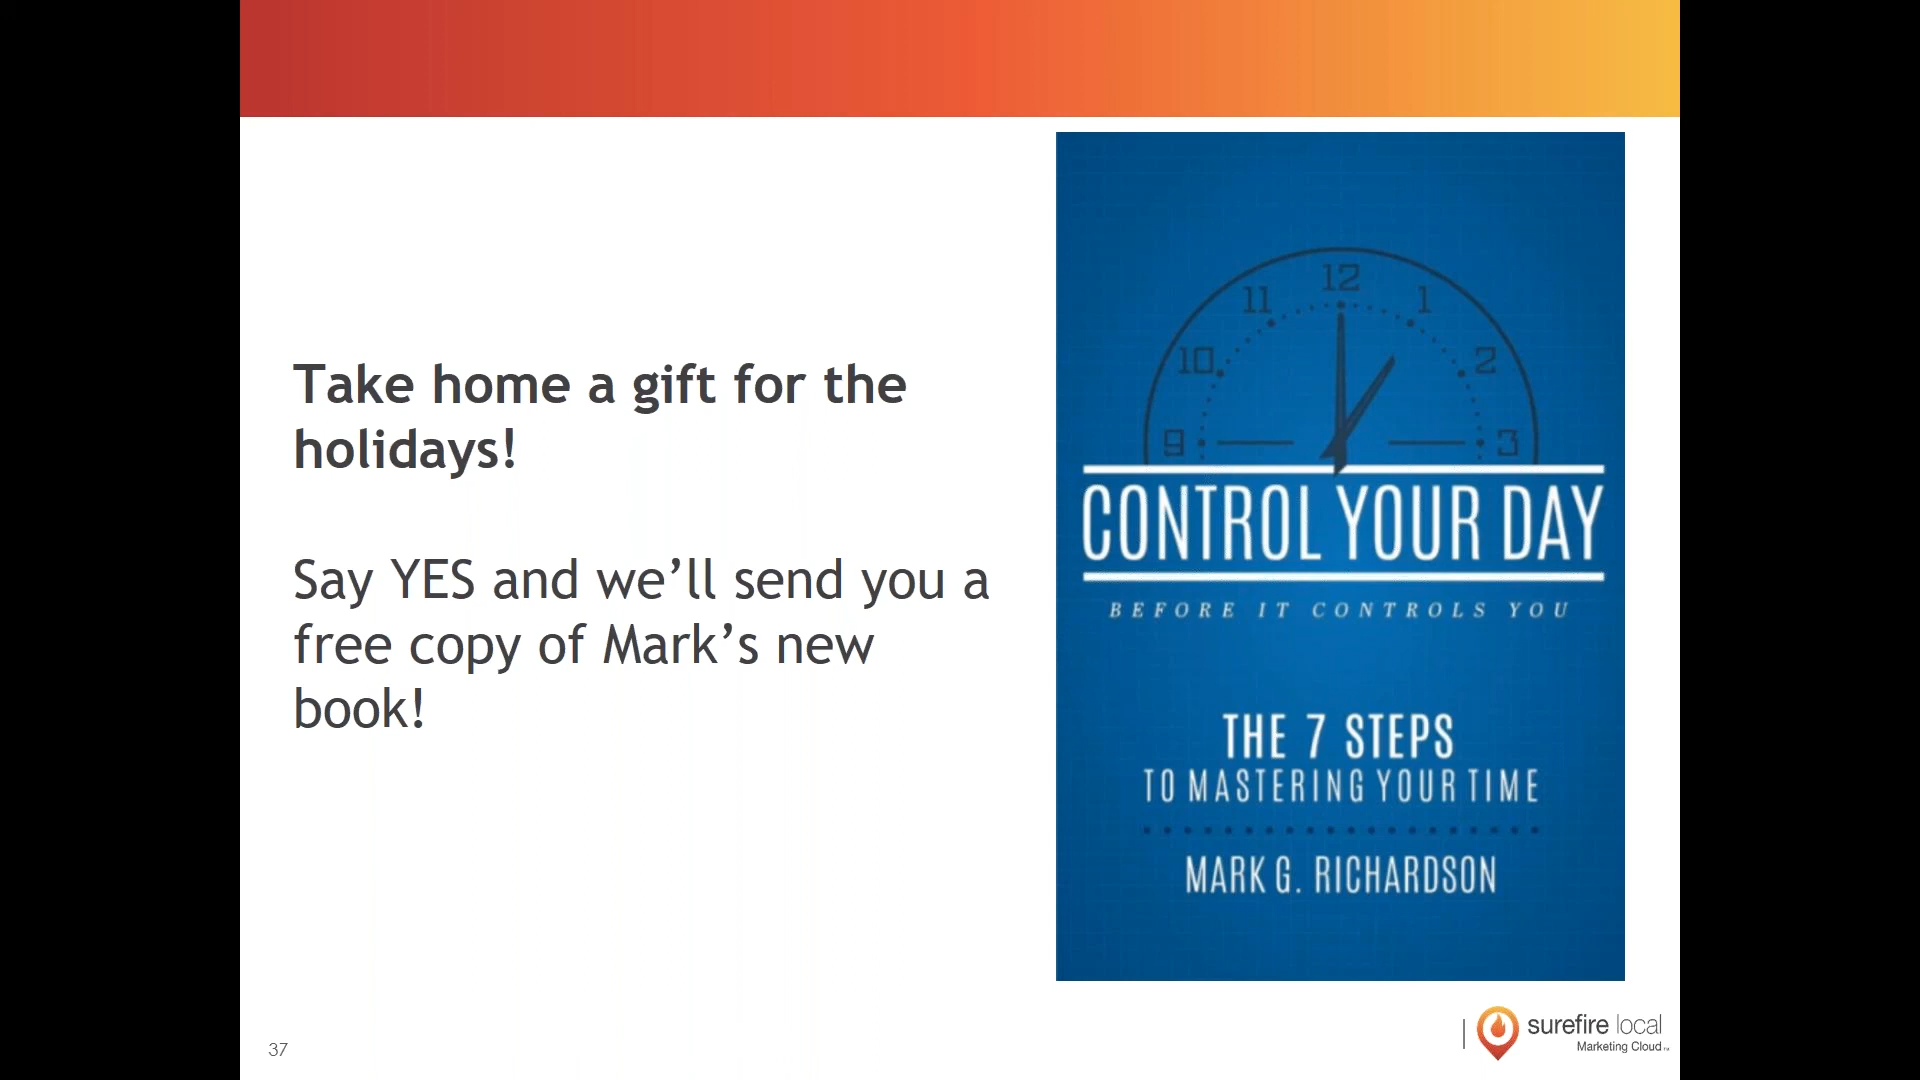 Take home a gift for the
holidays!
Say YES and we’ll send you a
free copy of Mark’s new
book!
12
11
1
10
2
9
3
CONTROL YOUR DAY
BEFORE IT CONTROLS YOU
THE 7 STEPS
TO MASTERING YOUR TIME
MARK G. RICHARDSON
37
surefire local
Marketing Cloud™